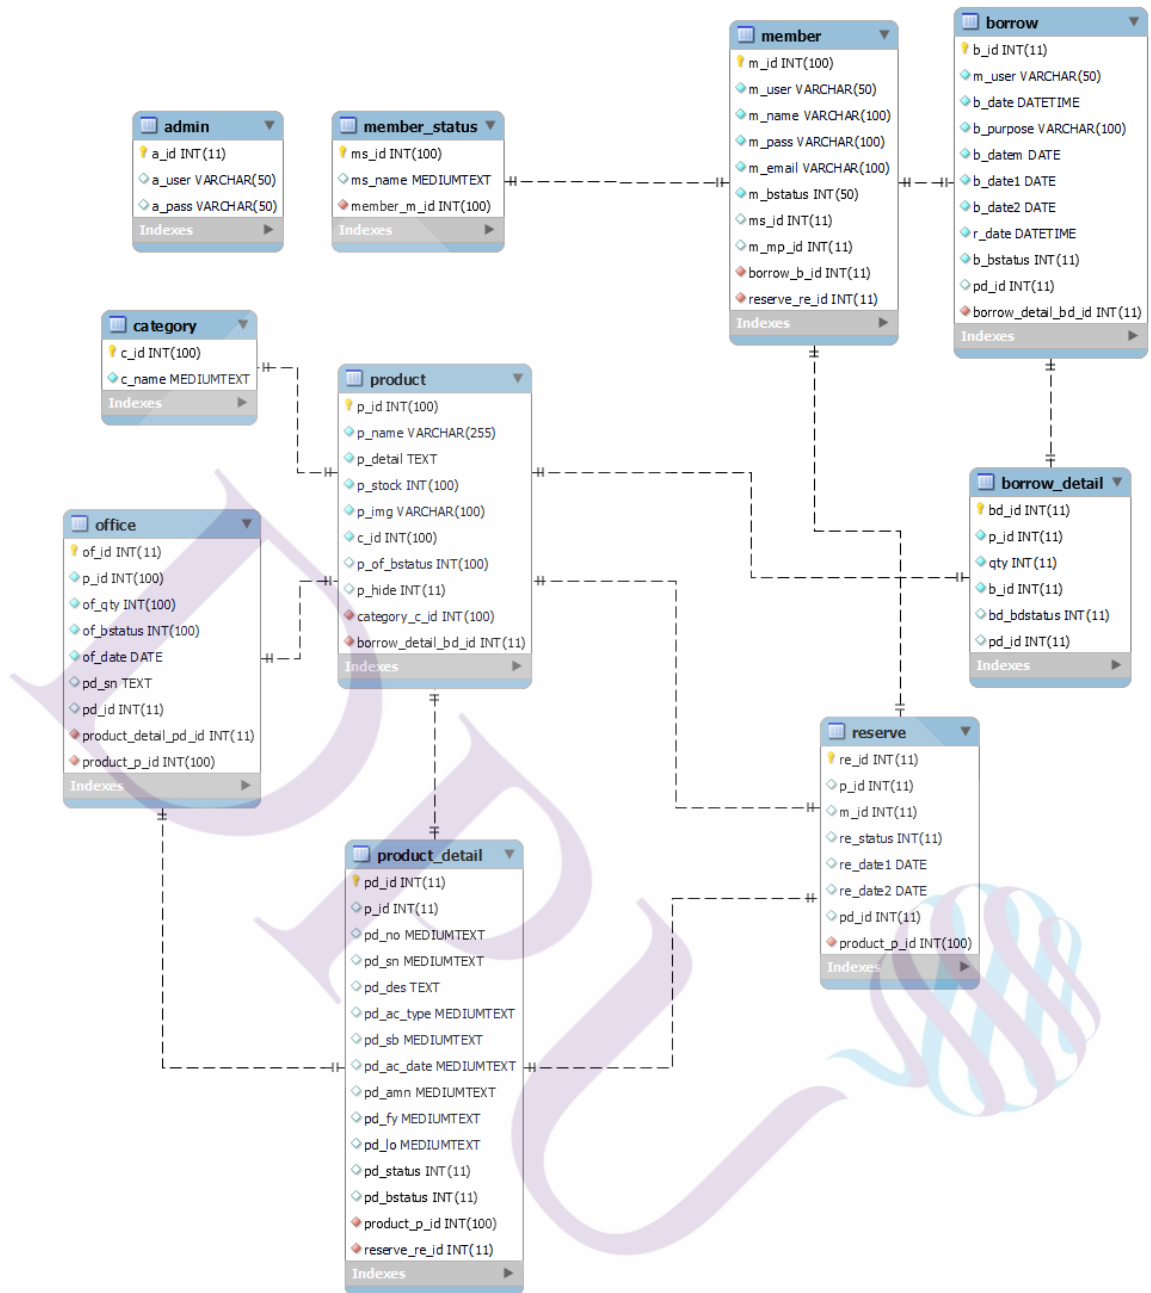 admin
a_id INT(11)
a_user VARCHAR(50)
a_pass VARCHAR(50)
Indexes
member_status
ms_id INT(100)
ms_name MEDIUMTEXT
member_m_id INT(100)
Indexes
member
m_id INT(100)
m_user VARCHAR(50)
m_name VARCHAR(100)
m_pass VARCHAR(100)
m_email VARCHAR(100)
m_bstatus INT(50)
ms_id INT(11)
m_mp_id INT(11)
borrow_b_id INT(11)
reserve_re_id INT(11)
Indexes
borrow
b_id INT(11)
m_user VARCHAR(50)
b_date DATETIME
b_purpose VARCHAR(100)
b_datem DATE
b_date1 DATE
b_date2 DATE
r_date DATETIME
b_bstatus INT(11)
pd_id INT(11)
borrow_detail_bd_id INT(11)
Indexes
category
c_id INT(100)
c_name MEDIUMTEXT
Indexes
product
p_id INT(100)
p_name VARCHAR(255)
p_detail TEXT
p_stock INT(100)
p_img VARCHAR(100)
c_id INT(100)
p_of_bstatus INT(100)
p_hide INT(11)
category_c_id INT(100)
borrow_detail_bd_id INT(11)
Indexes
borrow_detail
bd_id INT(11)
p_id INT(11)
qty INT(11)
b_id INT(11)
bd_bdstatus INT(11)
pd_id INT(11)
Indexes
office
of_id INT(11)
p_id INT(100)
of_qty INT(100)
of_bstatus INT(100)
of_date DATE
pd_sn TEXT
pd_id INT(11)
product_detail_pd_id INT(11)
product_p_id INT(100)
Indexes
reserve
re_id INT(11)
p_id INT(11)
m_id INT(11)
re_status INT(11)
re_date1 DATE
re_date2 DATE
pd_id INT(11)
product_p_id INT(100)
Indexes
product_detail
pd_id INT(11)
p_id INT(11)
pd_no MEDIUMTEXT
pd_sn MEDIUMTEXT
pd_des TEXT
pd_ac_type MEDIUMTEXT
pd_sb MEDIUMTEXT
pd_ac_date MEDIUMTEXT
pd_amn MEDIUMTEXT
pd_fy MEDIUMTEXT
pd_lo MEDIUMTEXT
pd_status INT(11)
pd_bstatus INT(11)
product_p_id INT(100)
reserve_re_id INT(11)
Indexes
DPU